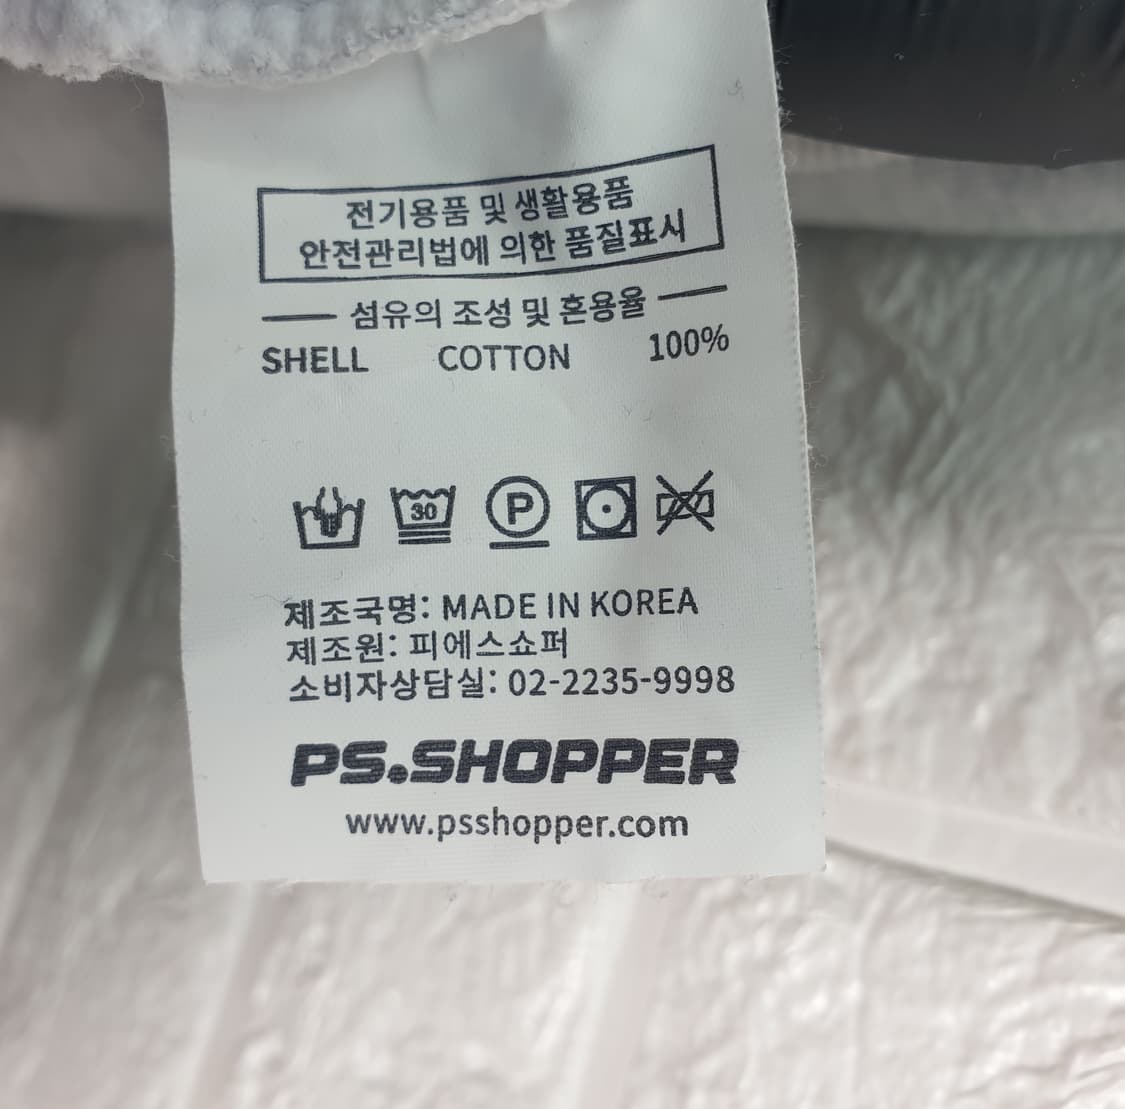 전기용품 및 생활용품
안전관리법에 의한 품질표시
섬유의 조성 및 혼용율
SHELL COTTON 100%
30 P
제조국명: MADE IN KOREA
제조원: 피에스쇼퍼
소비자상담실: 02-2235-9998
PS.SHOPPER
www.psshopper.com